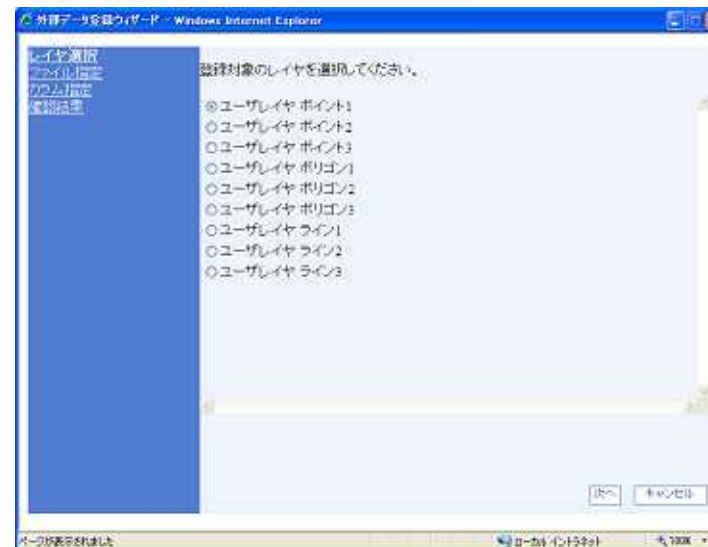 外部データ登録ウィザード - Windows Internet Explorer
レイヤ選択
ファイル指定
カラム指定
確認結果
登録対象のレイヤを選択してください。
ユーザレイヤ ポイント1
ユーザレイヤ ポイント2
ユーザレイヤ ポイント3
ユーザレイヤ ポリゴン1
ユーザレイヤ ポリゴン2
ユーザレイヤ ポリゴン3
ユーザレイヤ ライン1
ユーザレイヤ ライン2
ユーザレイヤ ライン3
次へ キャンセル
ページが表示されました ローカル イントラネット 100%